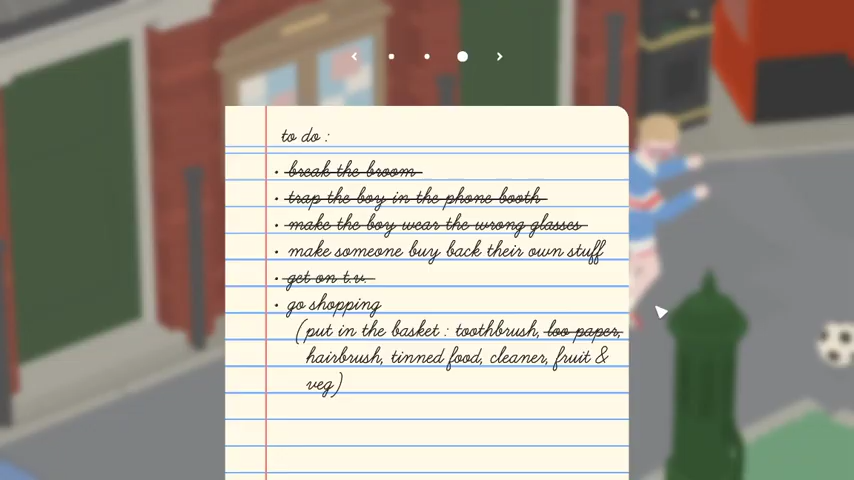 to do :
• break the broom
• trap the boy in the phone booth
• make the boy wear the wrong glasses
• make someone buy back their own stuff
• get on t.v.
• go shopping
(put in the basket : toothbrush, loo paper,
hairbrush, tinned food, cleaner, fruit &
veg)